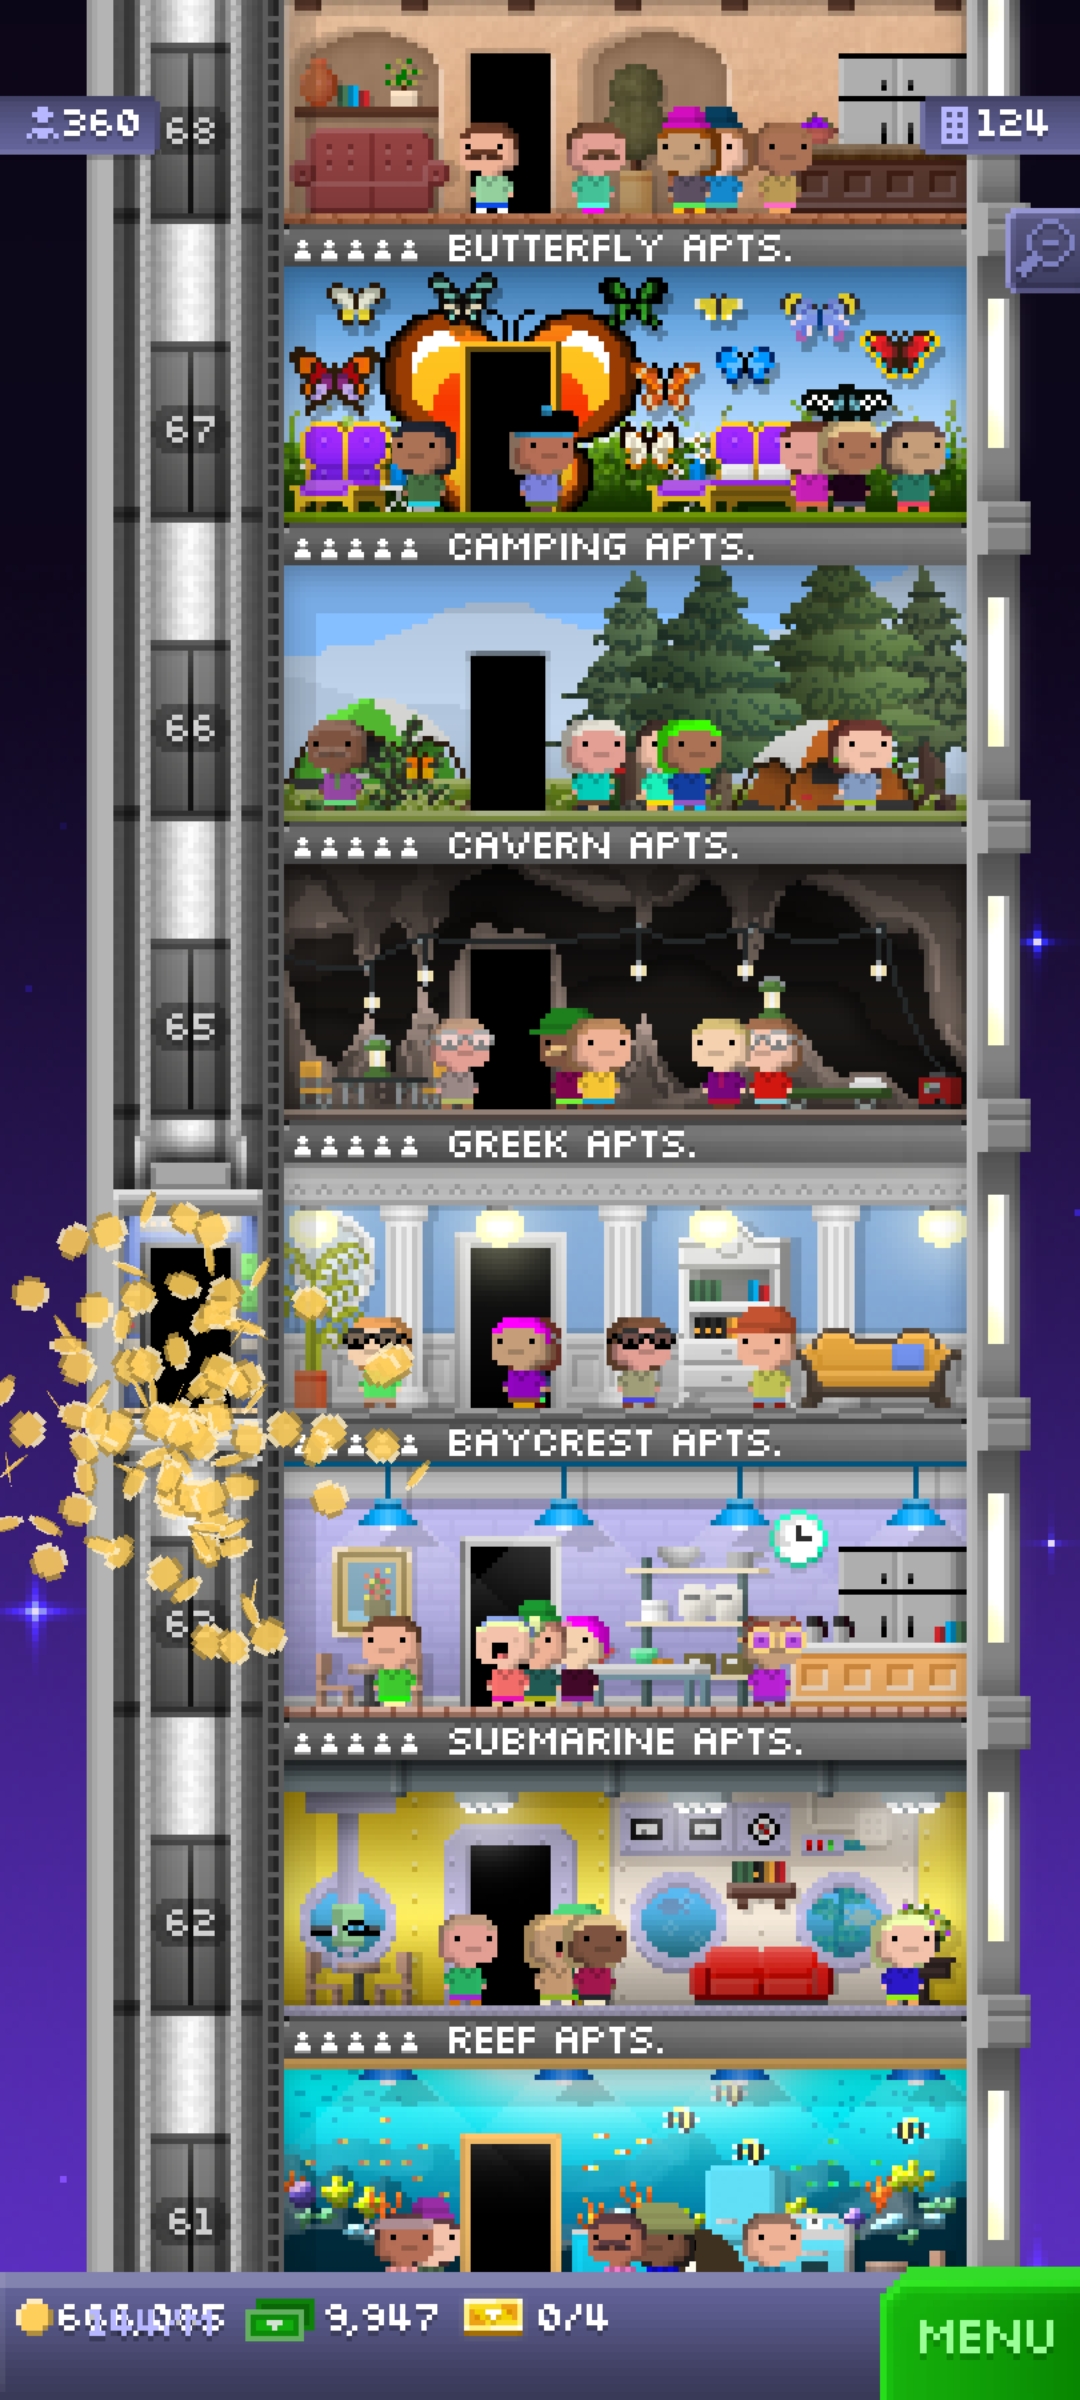 360
68
124
BUTTERFLY APTS.
67
CAMPING APTS.
66
CAVERN APTS.
65
GREEK APTS.
BAYCREST APTS.
SUBMARINE APTS.
62
REEF APTS.
61
9,947
0/4
MENU